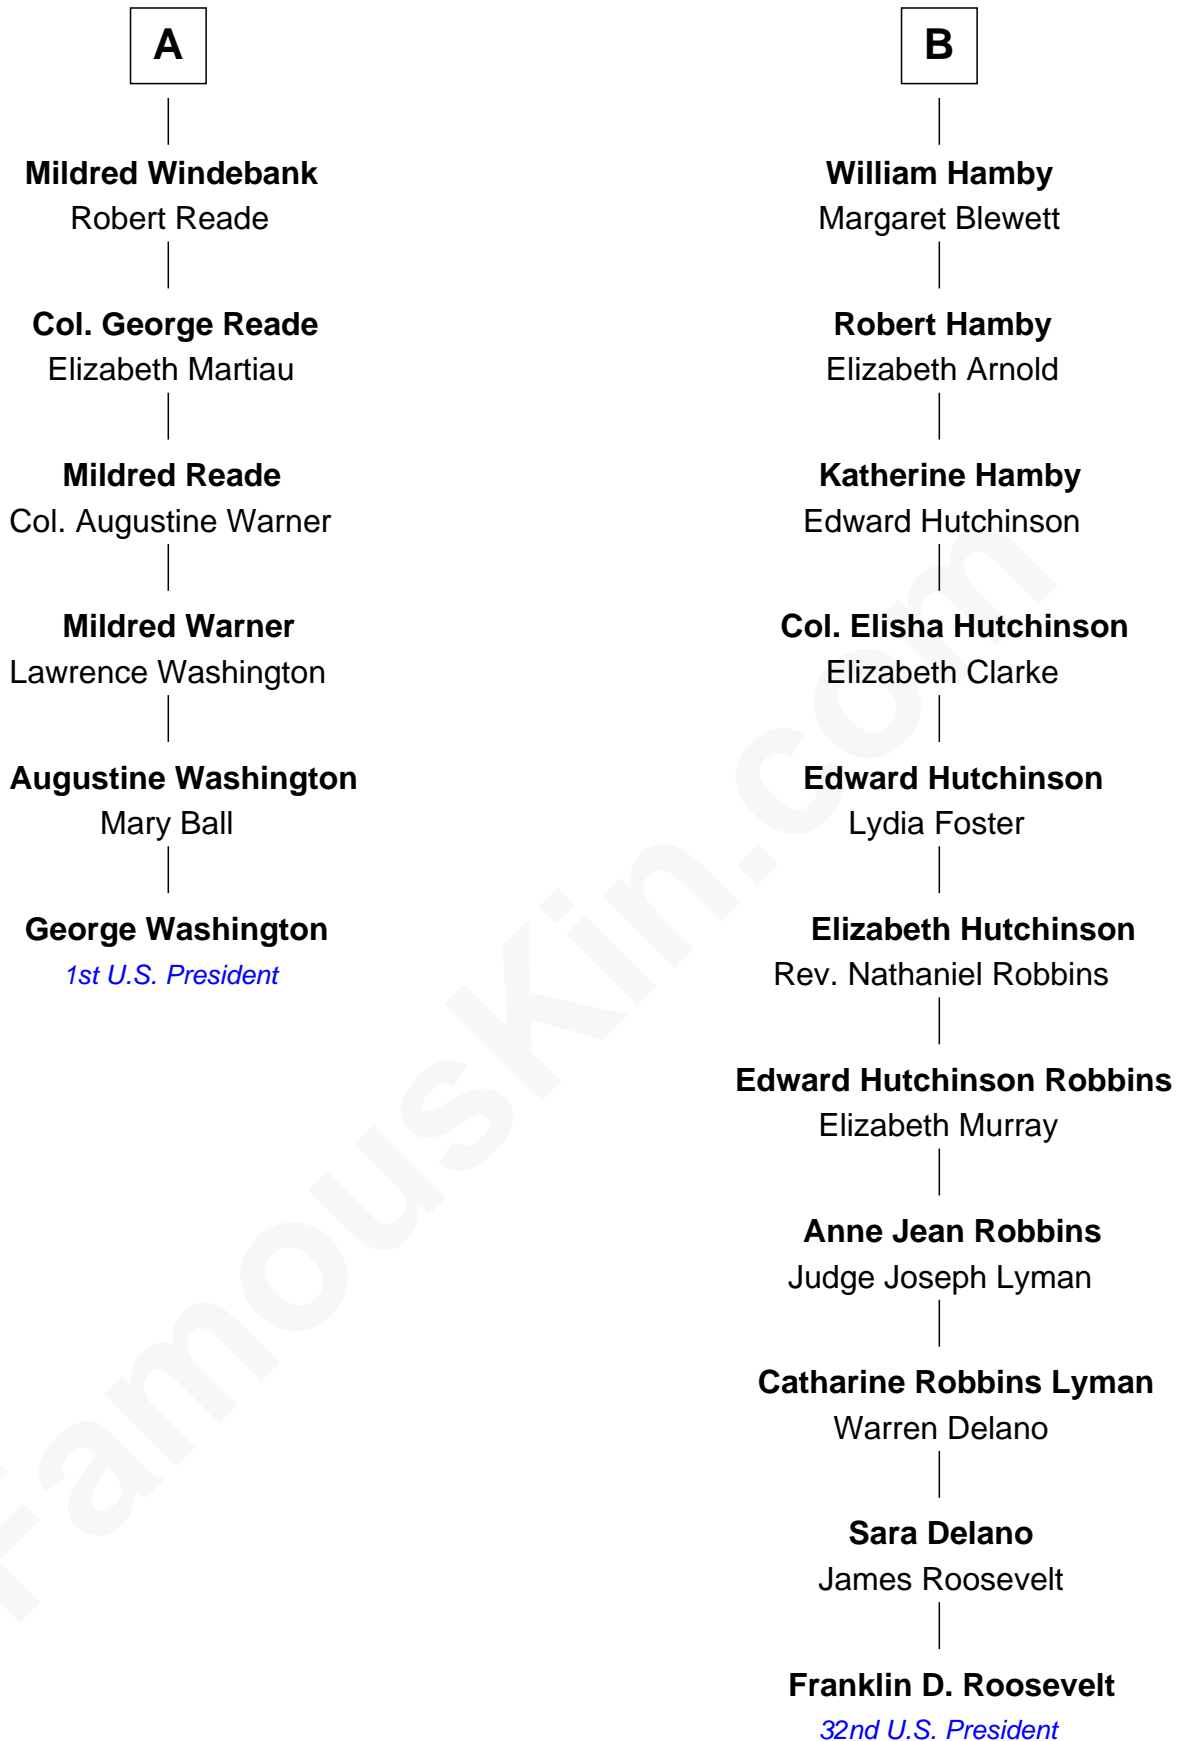 A
Mildred Windebank
Robert Reade
Col. George Reade
Elizabeth Martiau
Mildred Reade
Col. Augustine Warner
Mildred Warner
Lawrence Washington
Augustine Washington
Mary Ball
George Washington
1st U.S. President
B
William Hamby
Margaret Blewett
Robert Hamby
Elizabeth Arnold
Katherine Hamby
Edward Hutchinson
Col. Elisha Hutchinson
Elizabeth Clarke
Edward Hutchinson
Lydia Foster
Elizabeth Hutchinson
Rev. Nathaniel Robbins
Edward Hutchinson Robbins
Elizabeth Murray
Anne Jean Robbins
Judge Joseph Lyman
Catharine Robbins Lyman
Warren Delano
Sara Delano
James Roosevelt
Franklin D. Roosevelt
32nd U.S. President
FamousKin.com